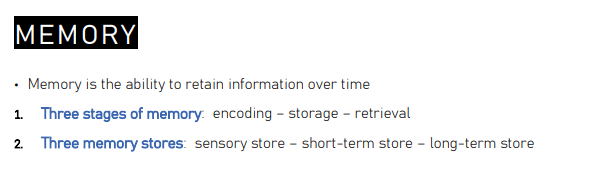 MEMORY
• Memory is the ability to retain information over time
1. Three stages of memory: encoding – storage – retrieval
2. Three memory stores: sensory store – short-term store – long-term store